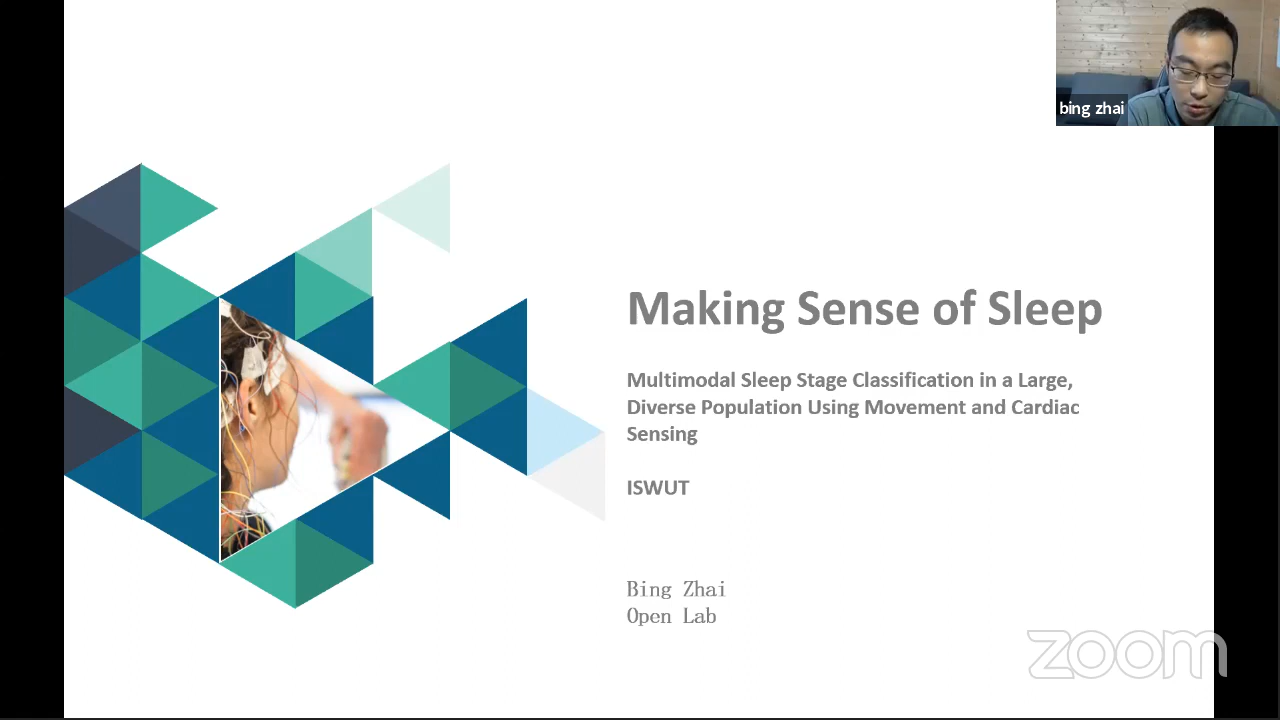 bing zhai
Making Sense of Sleep
Multimodal Sleep Stage Classification in a Large,
Diverse Population Using Movement and Cardiac
Sensing
ISWUT
Bing Zhai
Open Lab
zoom